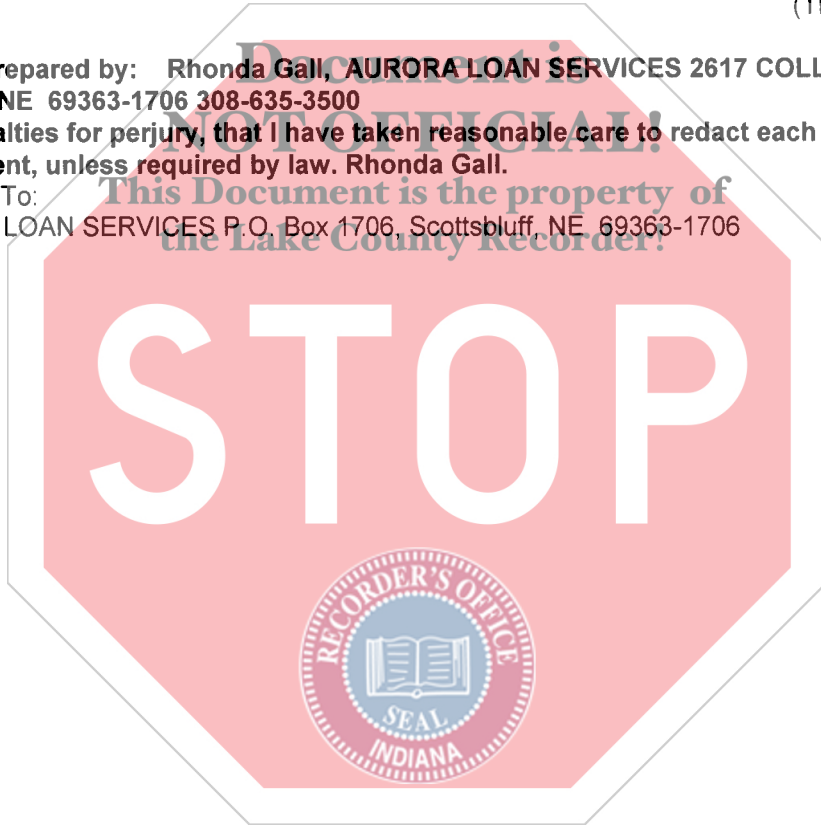 (11
Document is
repared by: Rhonda Gall, AURORA LOAN SERVICES 2617 COLL
NE 69363-1706 308-635-3500
NOT OFFICIAL!
alties for perjury, that I have taken reasonable care to redact each
ent, unless required by law. Rhonda Gall.
This Document is the property of
To:
LOAN SERVICES P.O. Box 1706, Scottsbluff, NE 69363-1706
the Lake County Recorder!
STOP
RECORDER'S OFFICE
SEAL
INDIANA